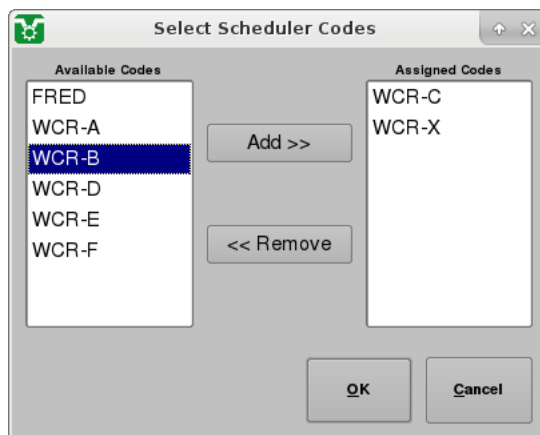 Select Scheduler Codes
Available Codes
Assigned Codes
FRED
WCR-A
WCR-B
WCR-D
WCR-E
WCR-F
Add >>
<< Remove
WCR-C
WCR-X
OK
Cancel